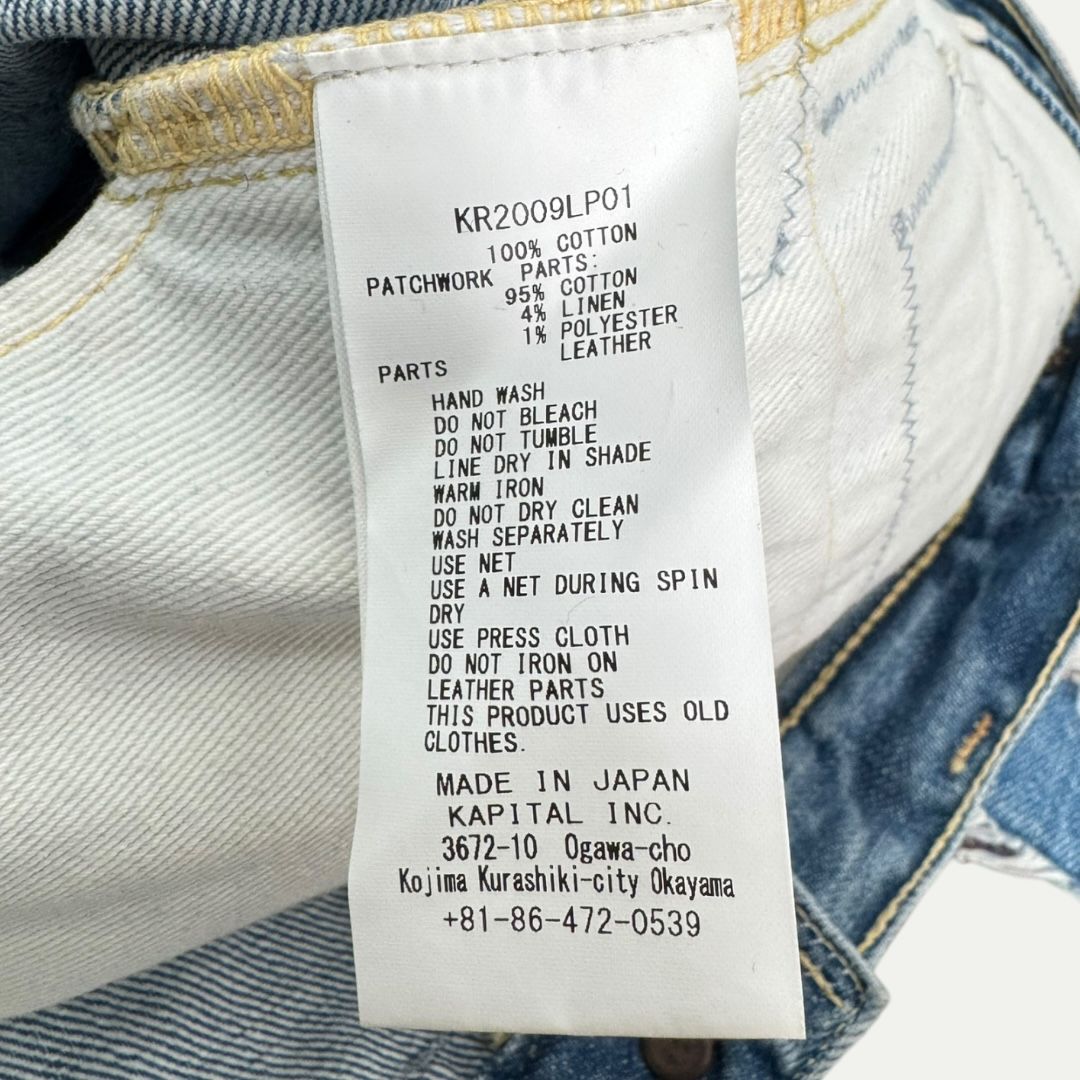 KR2009LP01
100% COTTON
PATCHWORK PARTS:
95% COTTON
4% LINEN
1% POLYESTER
LEATHER
PARTS
HAND WASH
DO NOT BLEACH
DO NOT TUMBLE
LINE DRY IN SHADE
WARM IRON
DO NOT DRY CLEAN
WASH SEPARATELY
USE NET
USE A NET DURING SPIN
DRY
USE PRESS CLOTH
DO NOT IRON ON
LEATHER PARTS
THIS PRODUCT USES OLD
CLOTHES.
MADE IN JAPAN
KAPITAL INC.
3672-10 Ogawa-cho
Kojima Kurashiki-city Okayama
+81-86-472-0539